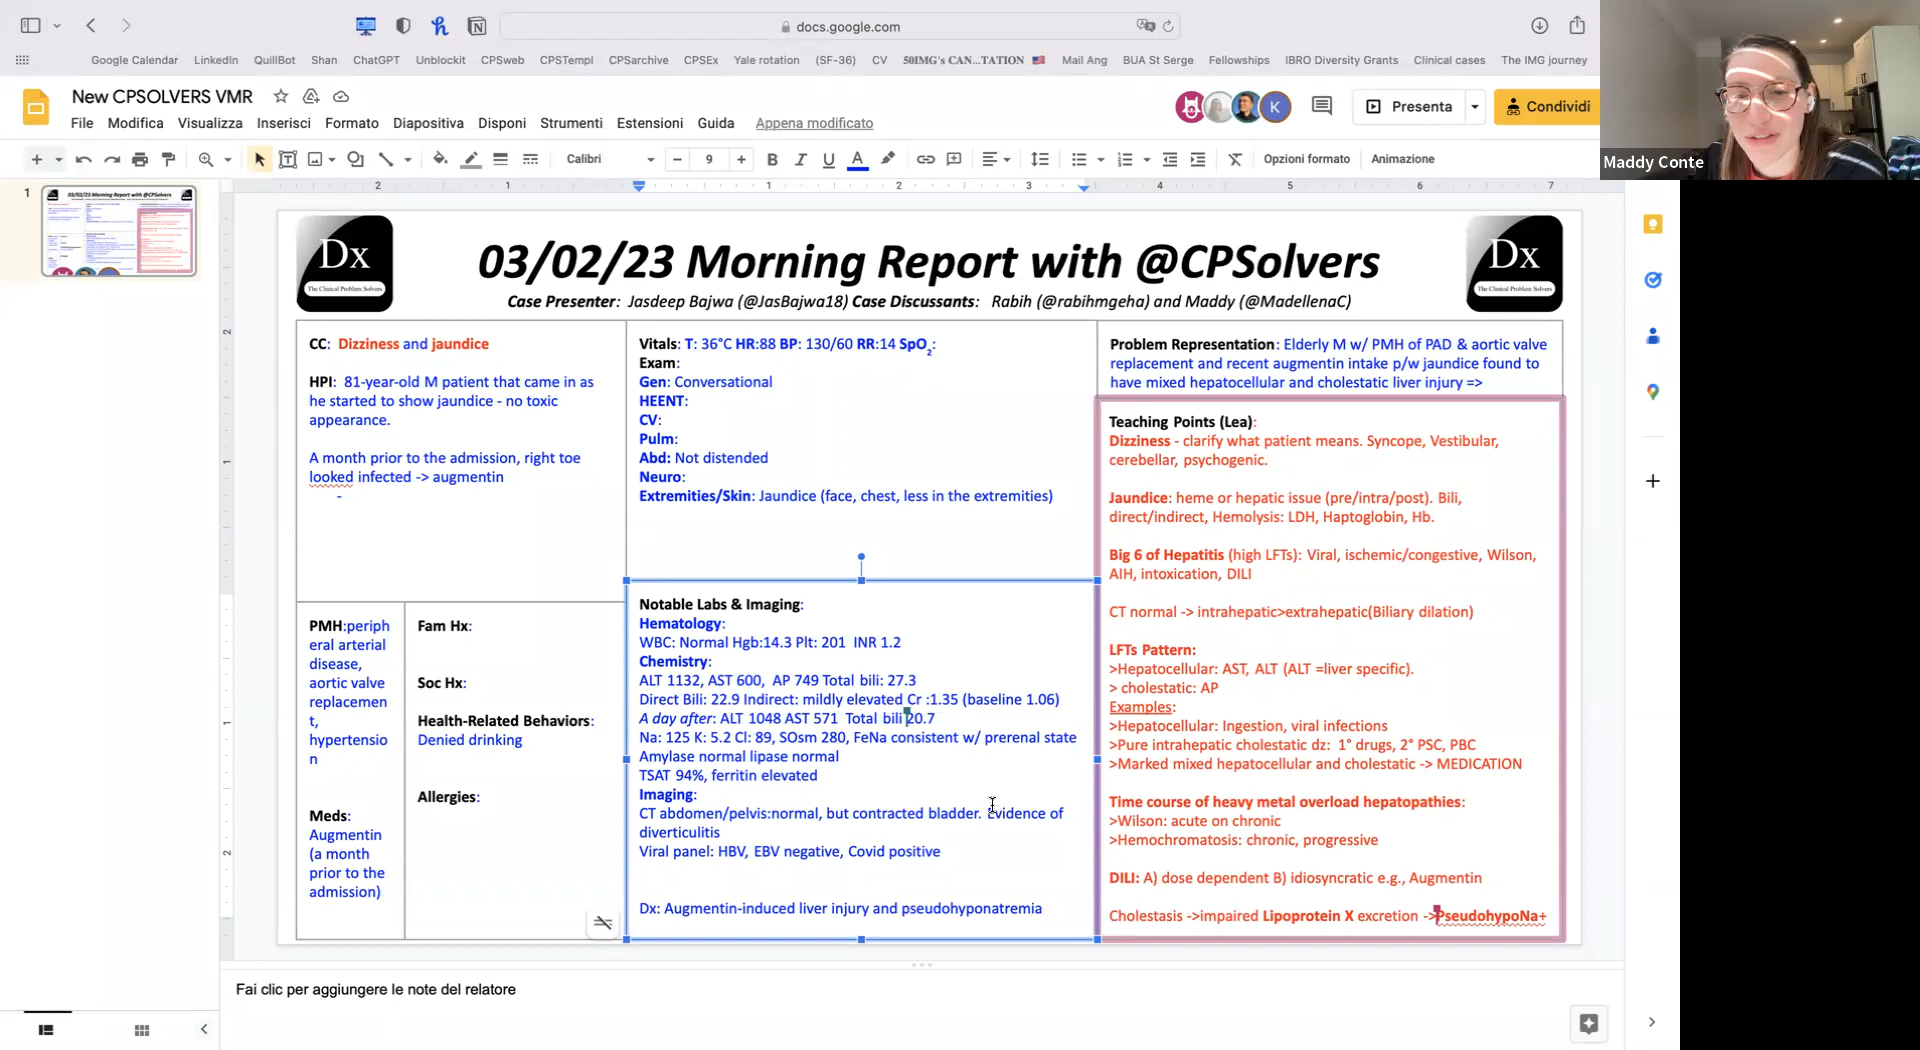 docs.google.com
Google Calendar LinkedIn QuillBot Shan ChatGPT Unblockit CPSweb CPSTempl CPSarchive CPSEx Yale rotation (SF-36) CV 50IMG's CAN...TATION Mail Ang BUA St Serge Fellowships IBRO Diversity Grants Clinical cases The IMG journey
New CPSOLVERS VMR
K
Presenta
Condividi
File Modifica Visualizza Inserisci Formato Diapositiva Disponi Strumenti Estensioni Guida Appena modificato
Maddy Conte
Calibri
9
Opzioni formato
Animazione
1
2 1 1 2 3 4 5 6 7
Dx
The Clinical Problem Solvers
03/02/23 Morning Report with @CPSolvers
Case Presenter: Jasdeep Bajwa (@JasBajwa18) Case Discussants: Rabih (@rabihmgeha) and Maddy (@MadellenaC)
Dx
The Clinical Problem Solvers
CC: Dizziness and jaundice
HPI: 81-year-old M patient that came in as
he started to show jaundice - no toxic
appearance.
A month prior to the admission, right toe
looked infected -> augmentin
-
PMH:periph
eral arterial
disease,
aortic valve
replacemen
t,
hypertensio
n
Meds:
Augmentin
(a month
prior to the
admission)
Fam Hx:
Soc Hx:
Health-Related Behaviors:
Denied drinking
Allergies:
Vitals: T: 36°C HR:88 BP: 130/60 RR:14 SpO2:
Exam:
Gen: Conversational
HEENT:
CV:
Pulm:
Abd: Not distended
Neuro:
Extremities/Skin: Jaundice (face, chest, less in the extremities)
Notable Labs & Imaging:
Hematology:
WBC: Normal Hgb:14.3 Plt: 201 INR 1.2
Chemistry:
ALT 1132, AST 600, AP 749 Total bili: 27.3
Direct Bili: 22.9 Indirect: mildly elevated Cr :1.35 (baseline 1.06)
A day after: ALT 1048 AST 571 Total bili 20.7
Na: 125 K: 5.2 Cl: 89, SOsm 280, FeNa consistent w/ prerenal state
Amylase normal lipase normal
TSAT 94%, ferritin elevated
Imaging:
CT abdomen/pelvis:normal, but contracted bladder. Evidence of
diverticulitis
Viral panel: HBV, EBV negative, Covid positive
Dx: Augmentin-induced liver injury and pseudohyponatremia
Problem Representation: Elderly M w/ PMH of PAD & aortic valve
replacement and recent augmentin intake p/w jaundice found to
have mixed hepatocellular and cholestatic liver injury =>
Teaching Points (Lea):
Dizziness - clarify what patient means. Syncope, Vestibular,
cerebellar, psychogenic.
Jaundice: heme or hepatic issue (pre/intra/post). Bili,
direct/indirect, Hemolysis: LDH, Haptoglobin, Hb.
Big 6 of Hepatitis (high LFTs): Viral, ischemic/congestive, Wilson,
AIH, intoxication, DILI
CT normal -> intrahepatic>extrahepatic(Biliary dilation)
LFTs Pattern:
>Hepatocellular: AST, ALT (ALT =liver specific).
> cholestatic: AP
Examples:
>Hepatocellular: Ingestion, viral infections
>Pure intrahepatic cholestatic dz: 1° drugs, 2° PSC, PBC
>Marked mixed hepatocellular and cholestatic -> MEDICATION
Time course of heavy metal overload hepatopathies:
>Wilson: acute on chronic
>Hemochromatosis: chronic, progressive
DILI: A) dose dependent B) idiosyncratic e.g., Augmentin
Cholestasis ->impaired Lipoprotein X excretion ->PseudohypoNa+
Fai clic per aggiungere le note del relatore